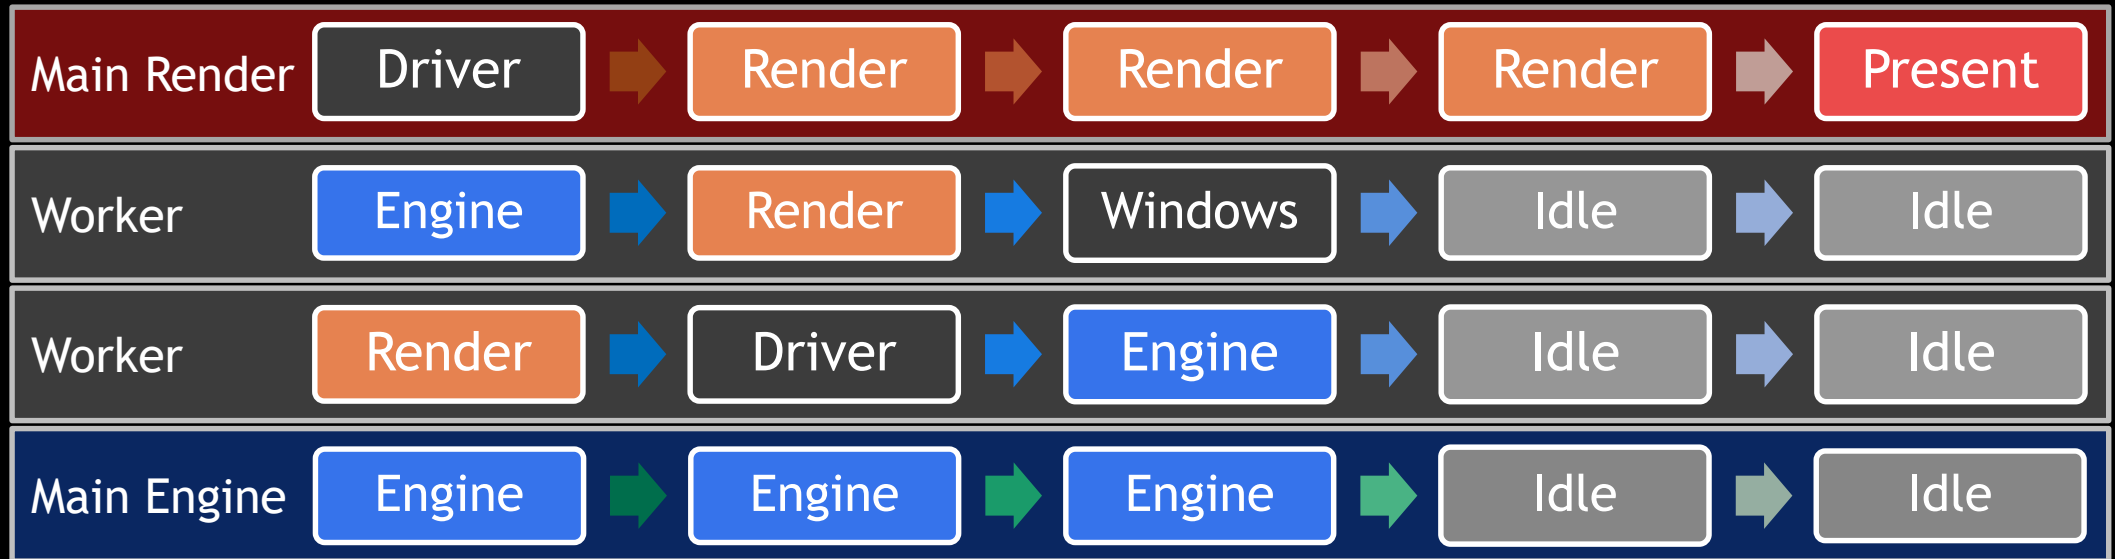 Main Render Driver Render Render Render Present
Worker Engine Render Windows Idle Idle
Worker Render Driver Engine Idle Idle
Main Engine Engine Engine Engine Idle Idle